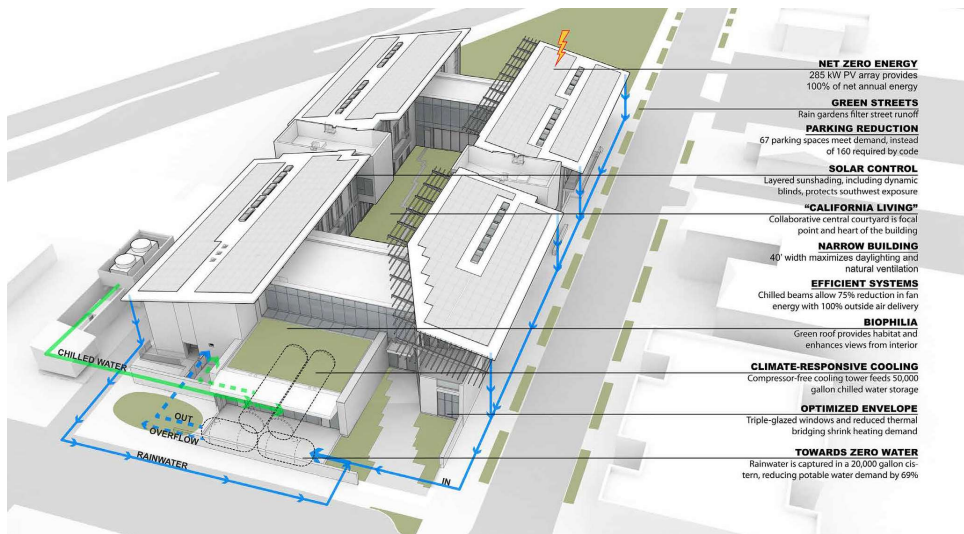 NET ZERO ENERGY
285 kW PV array provides
100% of net annual energy
GREEN STREETS
Rain gardens filter street runoff
PARKING REDUCTION
67 parking spaces meet demand, instead
of 160 required by code
SOLAR CONTROL
Layered sunshading, including dynamic
blinds, protects southwest exposure
“CALIFORNIA LIVING”
Collaborative central courtyard is focal
point and heart of the building
NARROW BUILDING
40' width maximizes daylighting and
natural ventilation
EFFICIENT SYSTEMS
Chilled beams allow 75% reduction in fan
energy with 100% outside air delivery
BIOPHILIA
Green roof provides habitat and
enhances views from interior
CLIMATE-RESPONSIVE COOLING
Compressor-free cooling tower feeds 50,000
gallon chilled water storage
OPTIMIZED ENVELOPE
Triple-glazed windows and reduced thermal
bridging shrink heating demand
TOWARDS ZERO WATER
Rainwater is captured in a 20,000 gallon cis-
tern, reducing potable water demand by 69%
CHILLED WATER
OUT
OVERFLOW
RAINWATER
IN